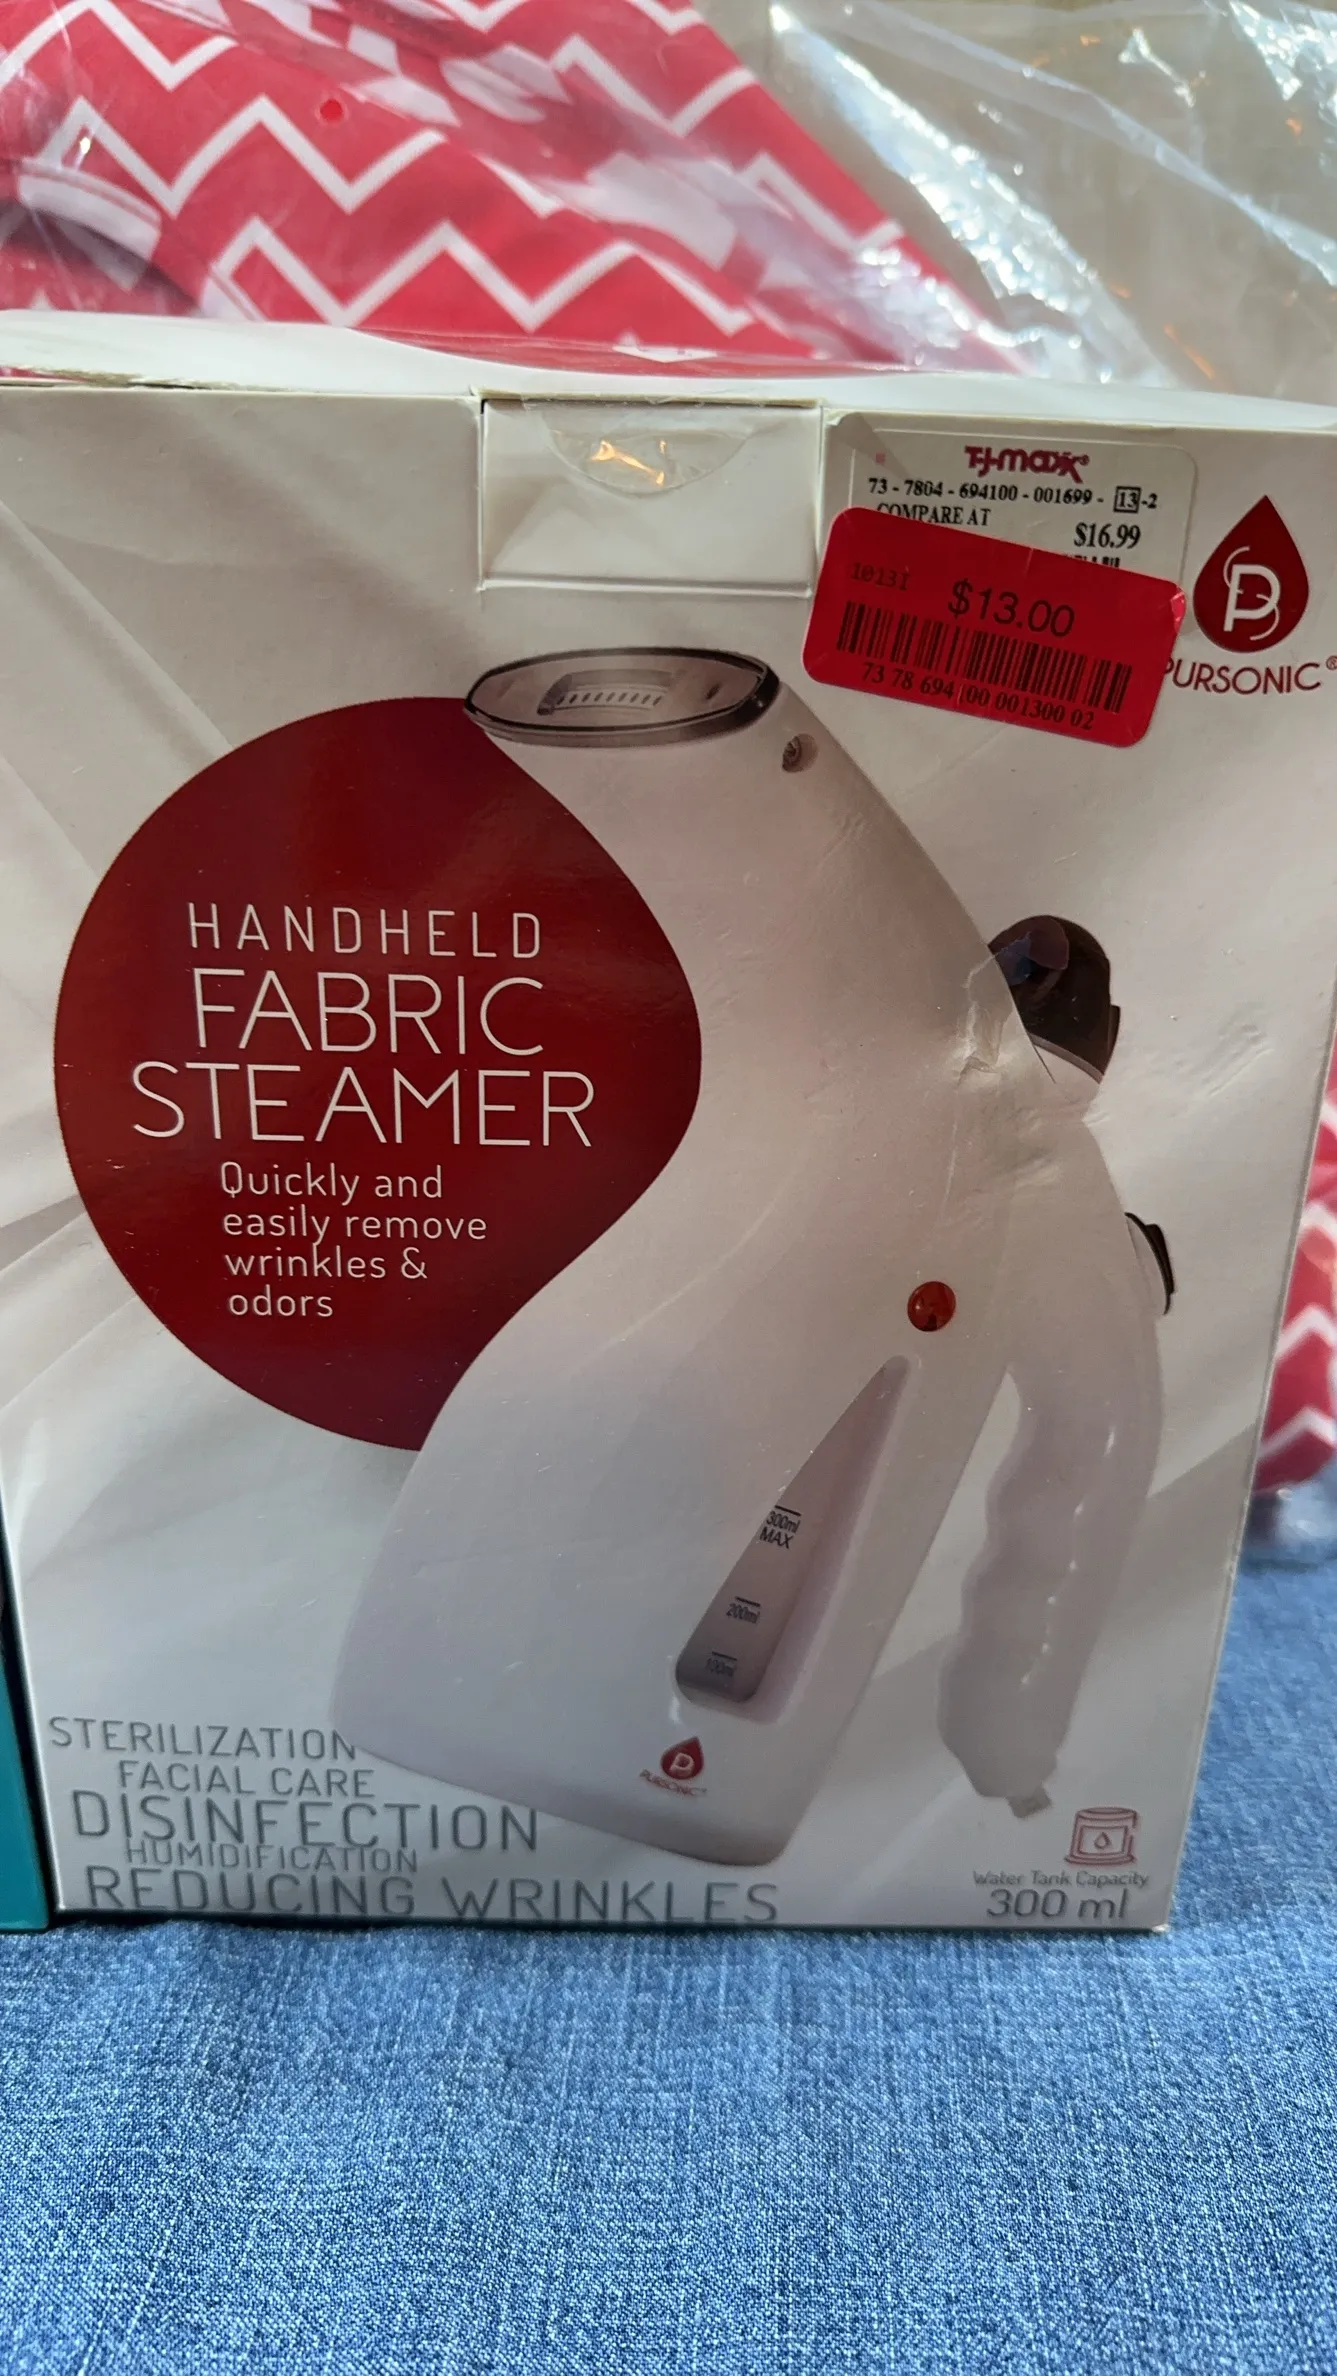 T·J·maxx®
73 - 7804 - 694100 - 001699 - 13 -2
COMPARE AT
$16.99
1013I
$13.00
73 78 694 00 001300 02
PURSONIC®
HANDHELD
FABRIC
STEAMER
Quickly and
easily remove
wrinkles &
odors
300ml
MAX
200ml
100ml
PURSONIC
STERILIZATION
FACIAL CARE
DISINFECTION
HUMIDIFICATION
REDUCING WRINKLES
Water Tank Capacity
300 ml